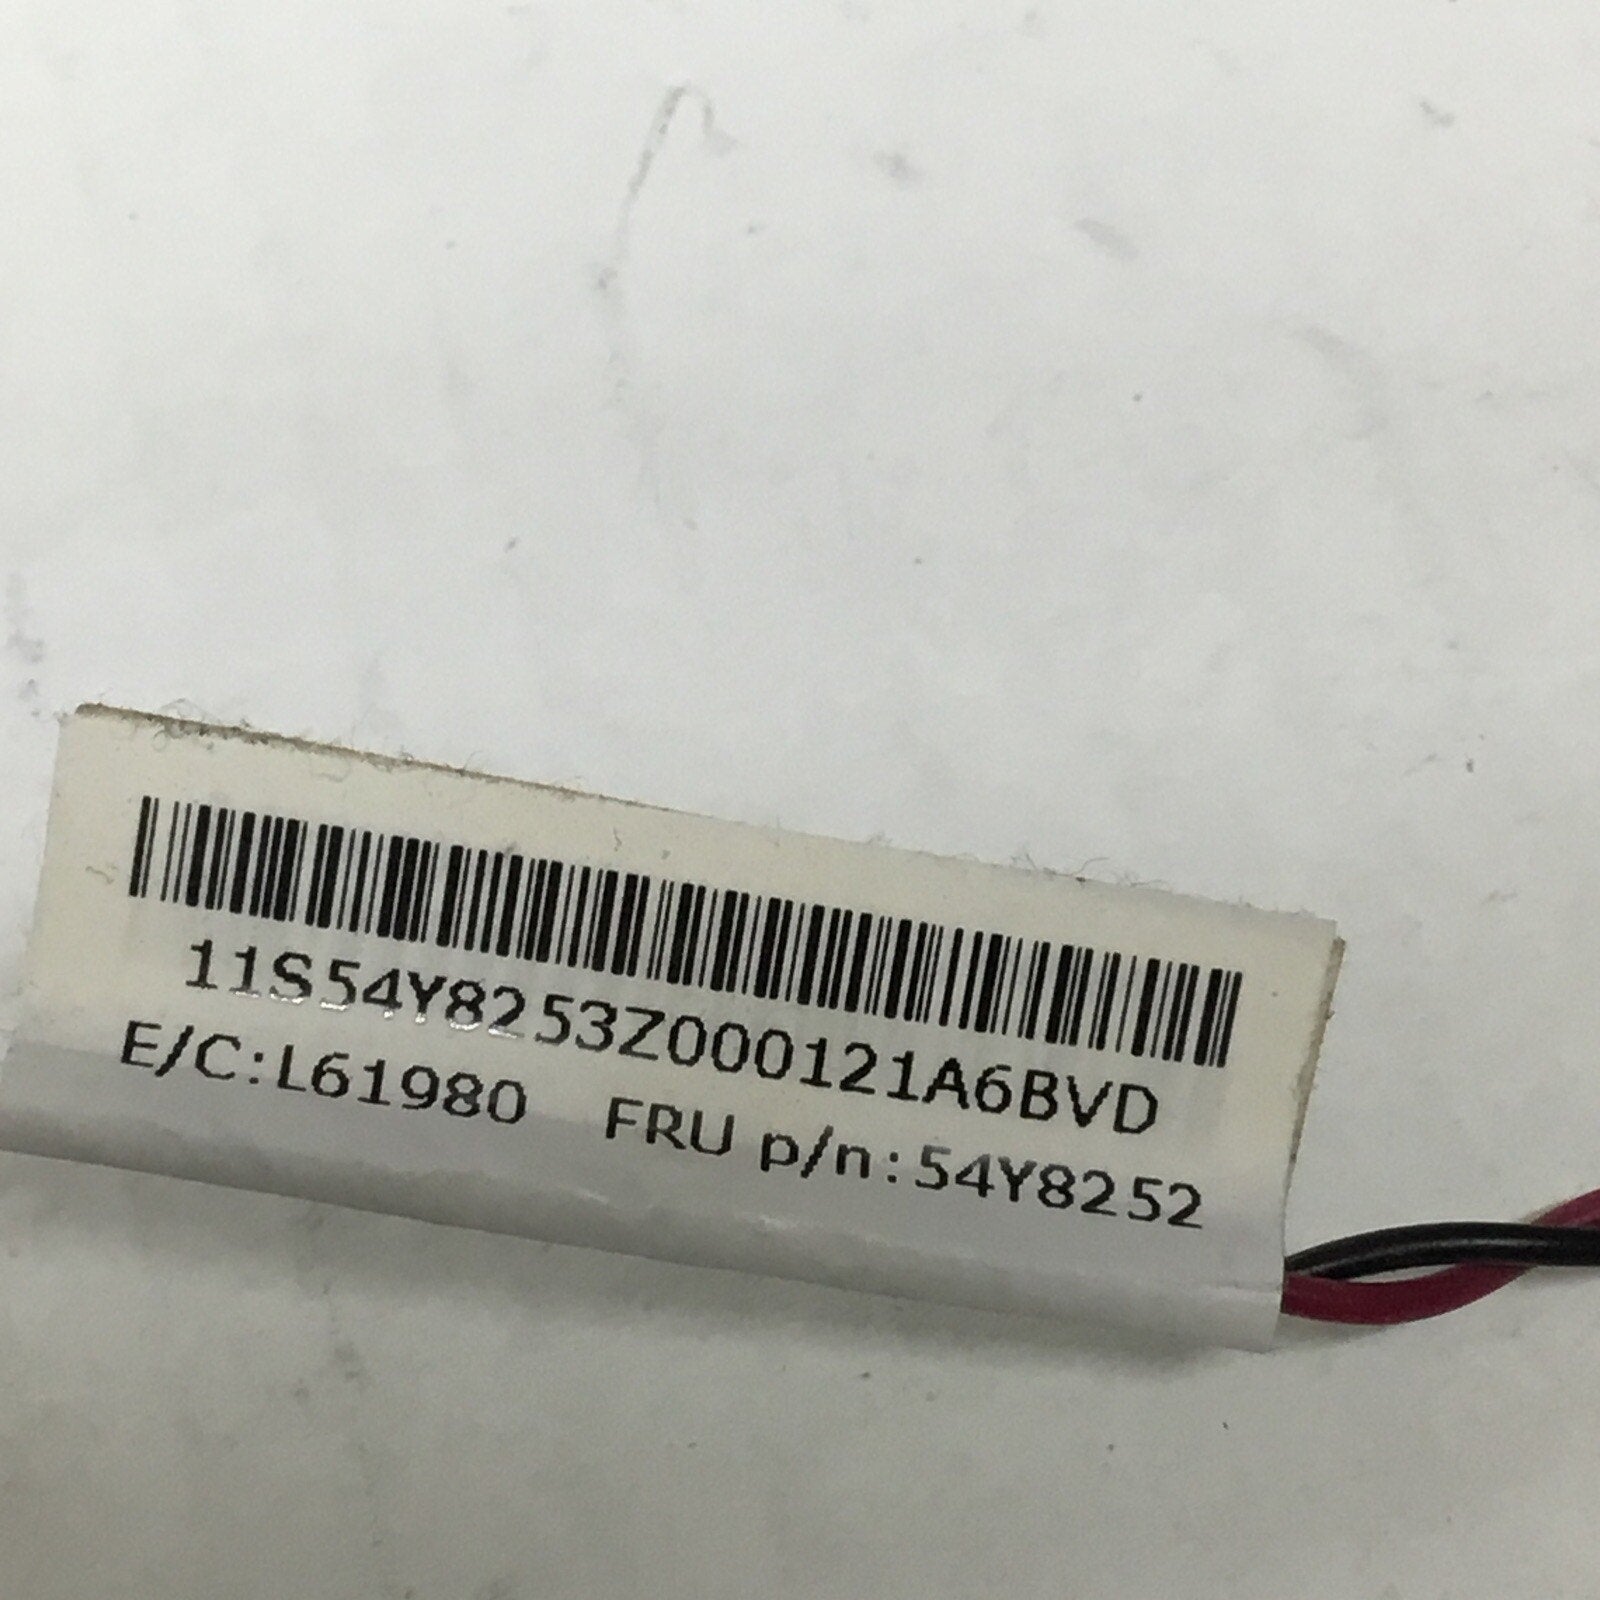 11S54Y8253Z000121A6BVD
E/C:L61980 FRU p/n:54Y8252